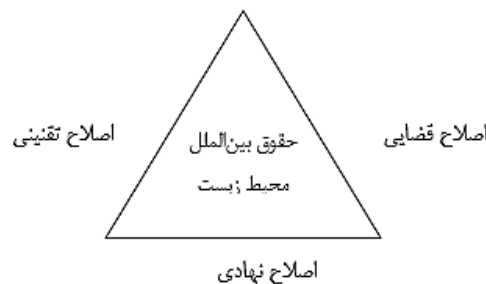 اصلاح قضایی
اصلاح تقنینی
حقوق بین‌الملل
محیط زیست
اصلاح نهادی